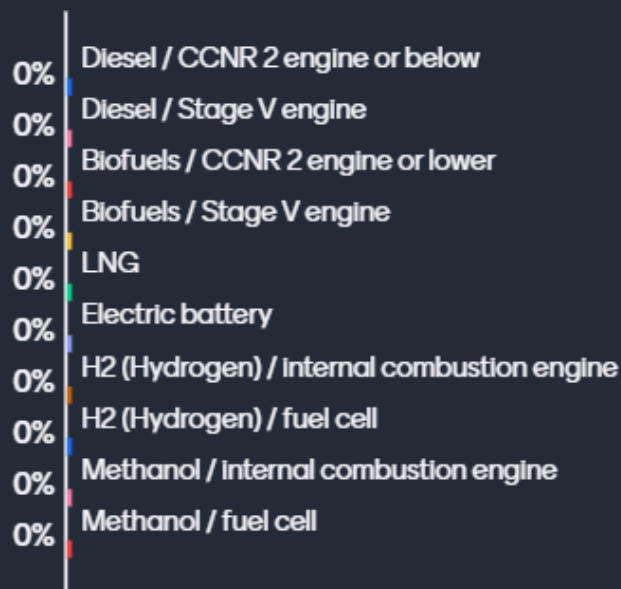 Diesel / CCNR 2 engine or below
0%
Diesel / Stage V engine
0%
Biofuels / CCNR 2 engine or lower
0%
Biofuels / Stage V engine
0%
LNG
0%
Electric battery
0%
H2 (Hydrogen) / internal combustion engine
0%
H2 (Hydrogen) / fuel cell
0%
Methanol / internal combustion engine
0%
Methanol / fuel cell
0%